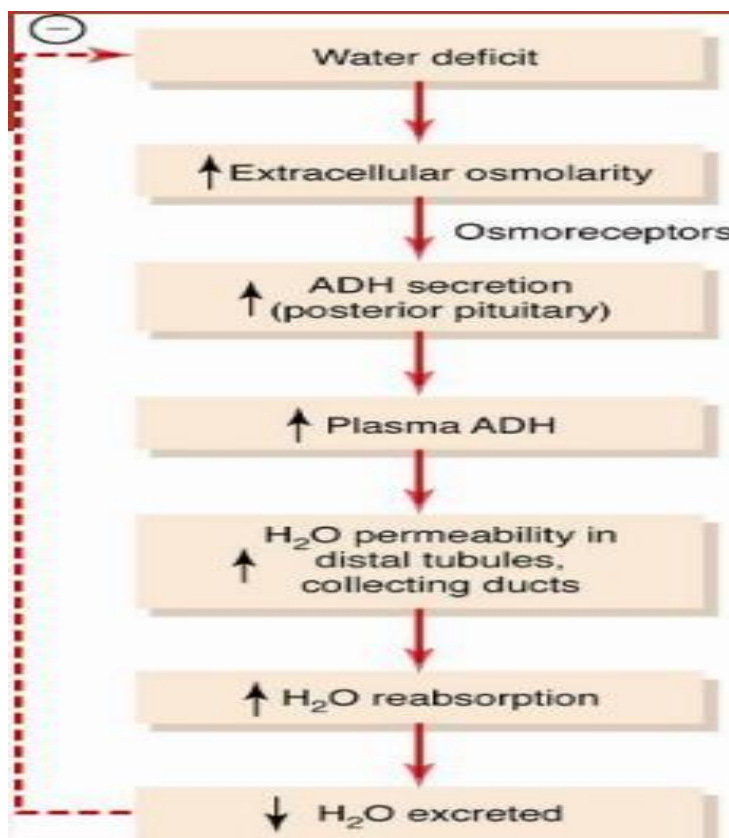 Water deficit
↑ Extracellular osmolarity
Osmoreceptors
↑ ADH secretion
(posterior pituitary)
↑ Plasma ADH
↑ H₂O permeability in
distal tubules,
collecting ducts
↑ H₂O reabsorption
↓ H₂O excreted